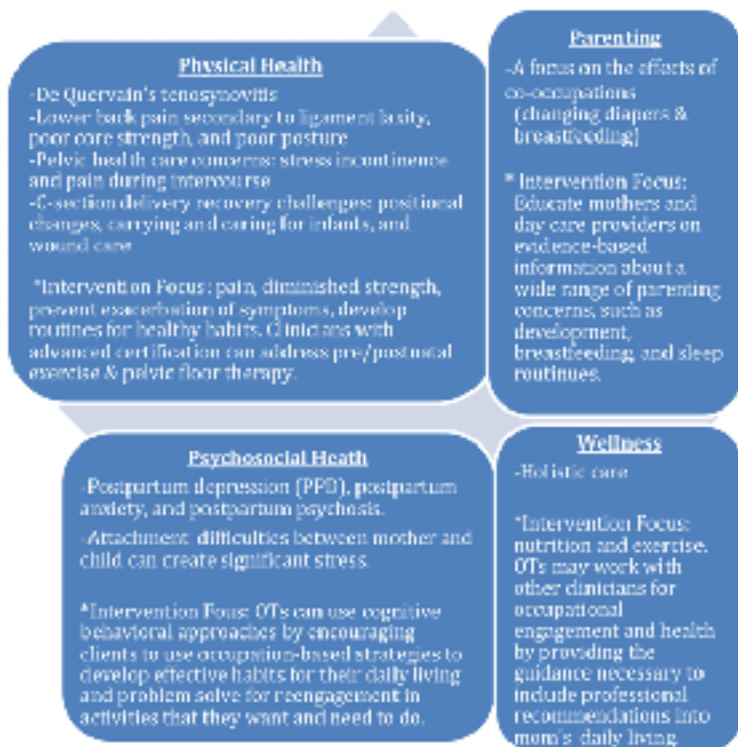 Physical Health
-De Quervain's tenosynovitis
-Lower back pain secondary to ligament laxity,
poor core strength, and poor posture
-Pelvic health care concerns: stress incontinence
and pain during intercourse
-C-section delivery recovery challenges: positional
changes, carrying and caring for infants, and
wound care
*Intervention Focus: pain, diminished strength,
prevent exacerbation of symptoms, develop
routines for healthy habits. Clinicians with
advanced certification can address pre/postnatal
exercise & pelvic floor therapy.
Parenting
-A focus on the effects of
co-occupations
(changing diapers &
breastfeeding)
* Intervention Focus:
Educate mothers and
day care providers on
evidence-based
information about a
wide range of parenting
concerns, such as
development,
breastfeeding, and sleep
routinues.
Psychosocial Heath
-Postpartum depression (PPD), postpartum
anxiety, and postpartum psychosis.
-Attachment difficulties between mother and
child can create significant stress.
*Intervention Fous: OTs can use cognitive
behavioral approaches by encouraging
clients to use occupation-based strategies to
develop effective habits for their daily living
and problem solve for reengagement in
activities that they want and need to do.
Wellness
-Holistic care
*Intervention Focus:
nutrition and exercise.
OTs may work with
other clinicians for
occupational
engagement and health
by providing the
guidance necessary to
include professional
recommendations into
mom's daily living.